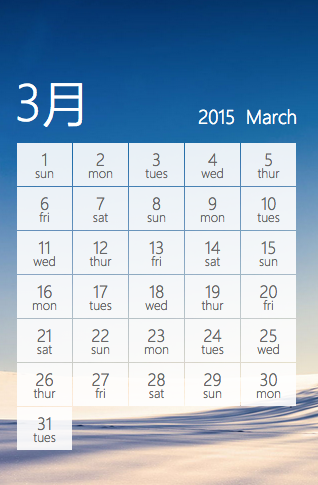 3月
2015 March
1 2 3 4 5
sun mon tues wed thur
6 7 8 9 10
fri sat sun mon tues
11 12 13 14 15
wed thur fri sat sun
16 17 18 19 20
mon tues wed thur fri
21 22 23 24 25
sat sun mon tues wed
26 27 28 29 30
thur fri sat sun mon
31
tues